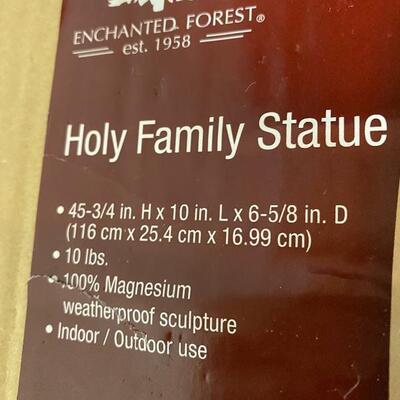 ENCHANTED FOREST®
est. 1958
Holy Family Statue
• 45-3/4 in. H x 10 in. L x 6-5/8 in. D
(116 cm x 25.4 cm x 16.99 cm)
• 10 lbs.
• 100% Magnesium
weatherproof sculpture
• Indoor / Outdoor use